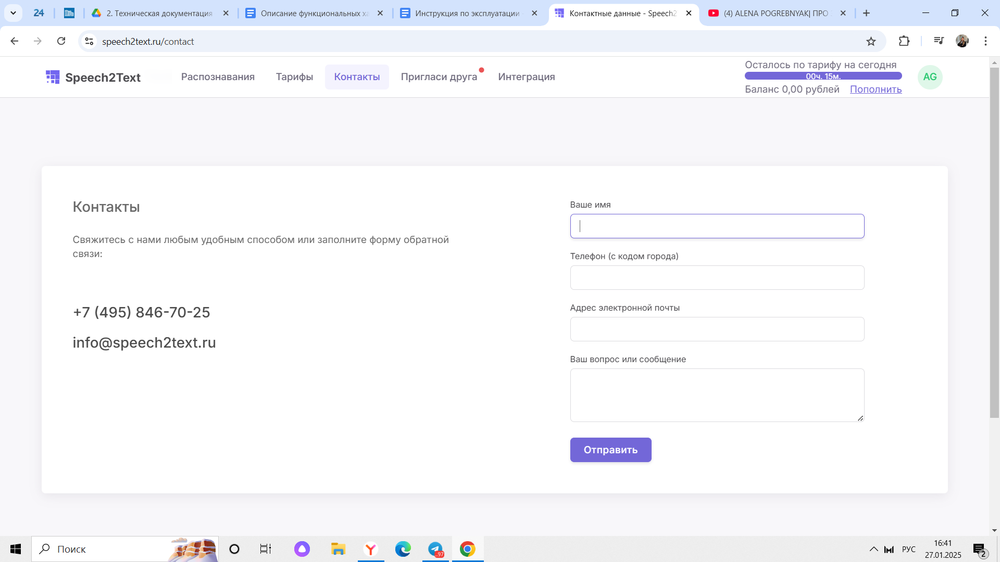 24
2. Техническая документация
Описание функциональных ха
Инструкция по эксплуатации
Контактные данные - Speech2
(4) ALENA POGREBNYAK| ПРО
speech2text.ru/contact
Speech2Text
Распознавания
Тарифы
Контакты
Пригласи друга
Интеграция
Осталось по тарифу на сегодня
00ч. 15м.
Баланс 0,00 рублей Пополнить
AG
Контакты
Свяжитесь с нами любым удобным способом или заполните форму обратной
связи:
+7 (495) 846-70-25
info@speech2text.ru
Ваше имя
Телефон (с кодом города)
Адрес электронной почты
Ваш вопрос или сообщение
Отправить
Поиск
..97
РУС
16:41
27.01.2025
2